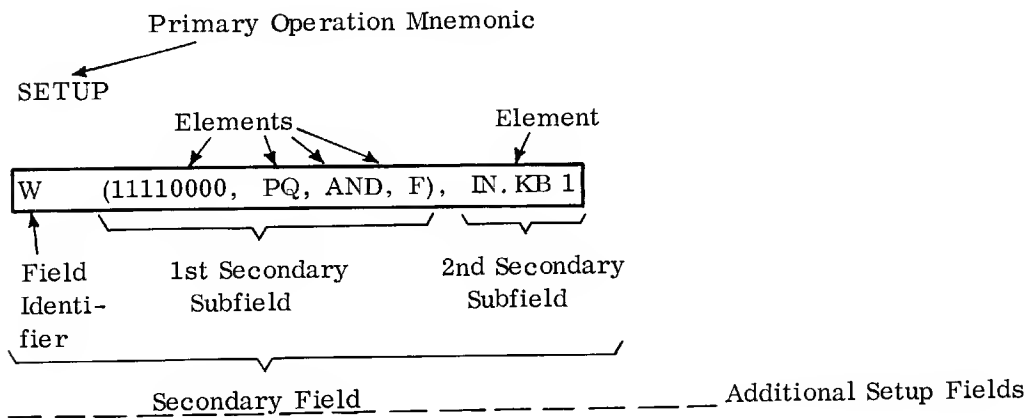 Primary Operation Mnemonic
SETUP
Elements Element
W (11110000, PQ, AND, F), IN.KB 1
Field Identi-fier
1st Secondary Subfield
2nd Secondary Subfield
Secondary Field
Additional Setup Fields